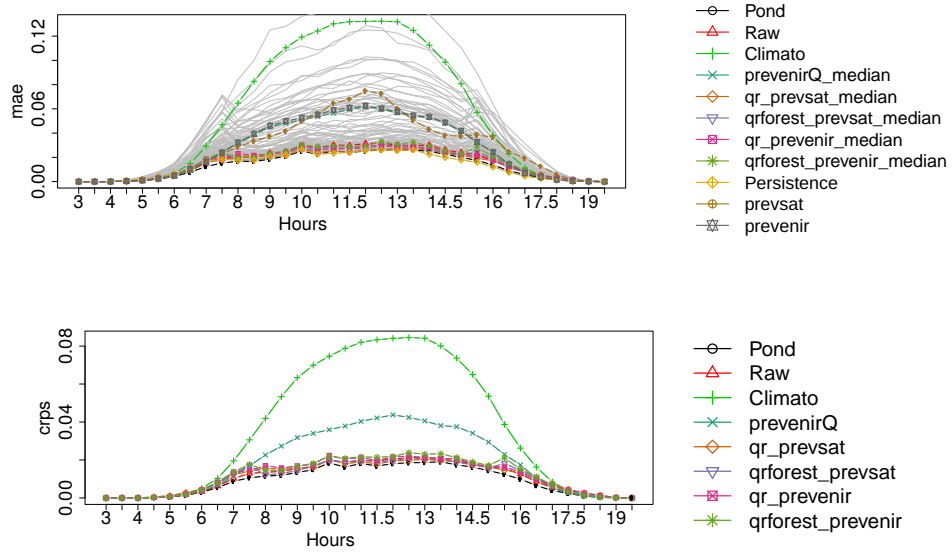 mae
0.00
0.06
0.12
3
4
5
6
7
8
9
10
11.5
13
14.5
16
17.5
19
Hours
Pond
Raw
Climato
prevenirQ_median
qr_prevsat_median
qrforest_prevsat_median
qr_prevenir_median
qrforest_prevenir_median
Persistence
prevsat
prevenir
crps
0.00
0.04
0.08
3
4
5
6
7
8
9
10
11.5
13
14.5
16
17.5
19
Hours
Pond
Raw
Climato
prevenirQ
qr_prevsat
qrforest_prevsat
qr_prevenir
qrforest_prevenir